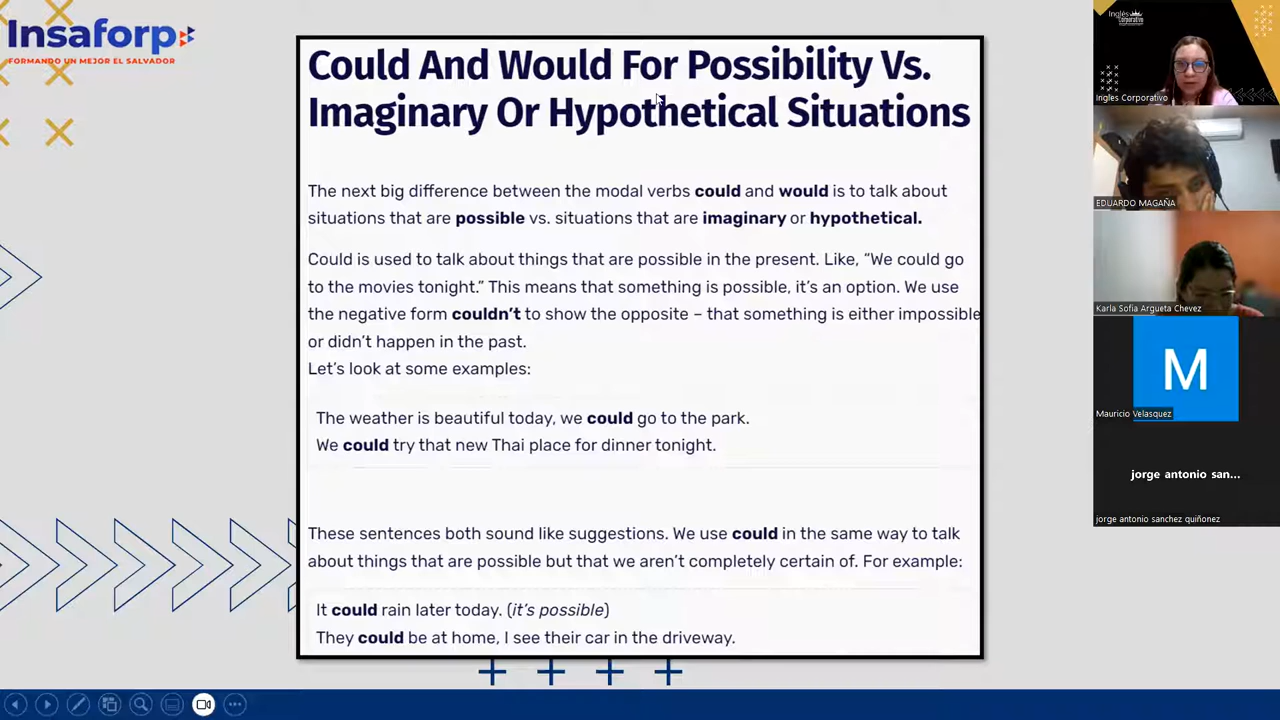 Insaforp
FORMANDO UN MEJOR EL SALVADOR
Could And Would For Possibility Vs.
Imaginary Or Hypothetical Situations
The next big difference between the modal verbs could and would is to talk about
situations that are possible vs. situations that are imaginary or hypothetical.
Could is used to talk about things that are possible in the present. Like, “We could go
to the movies tonight.” This means that something is possible, it’s an option. We use
the negative form couldn’t to show the opposite – that something is either impossible
or didn’t happen in the past.
Let’s look at some examples:
The weather is beautiful today, we could go to the park.
We could try that new Thai place for dinner tonight.
These sentences both sound like suggestions. We use could in the same way to talk
about things that are possible but that we aren’t completely certain of. For example:
It could rain later today. (it’s possible)
They could be at home, I see their car in the driveway.
Inglés
Corporativo
Ingles Corporativo
EDUARDO MAGAÑA
Karla Sofia Argueta Chevez
M
Mauricio Velasquez
jorge antonio san...
jorge antonio sanchez quiñonez